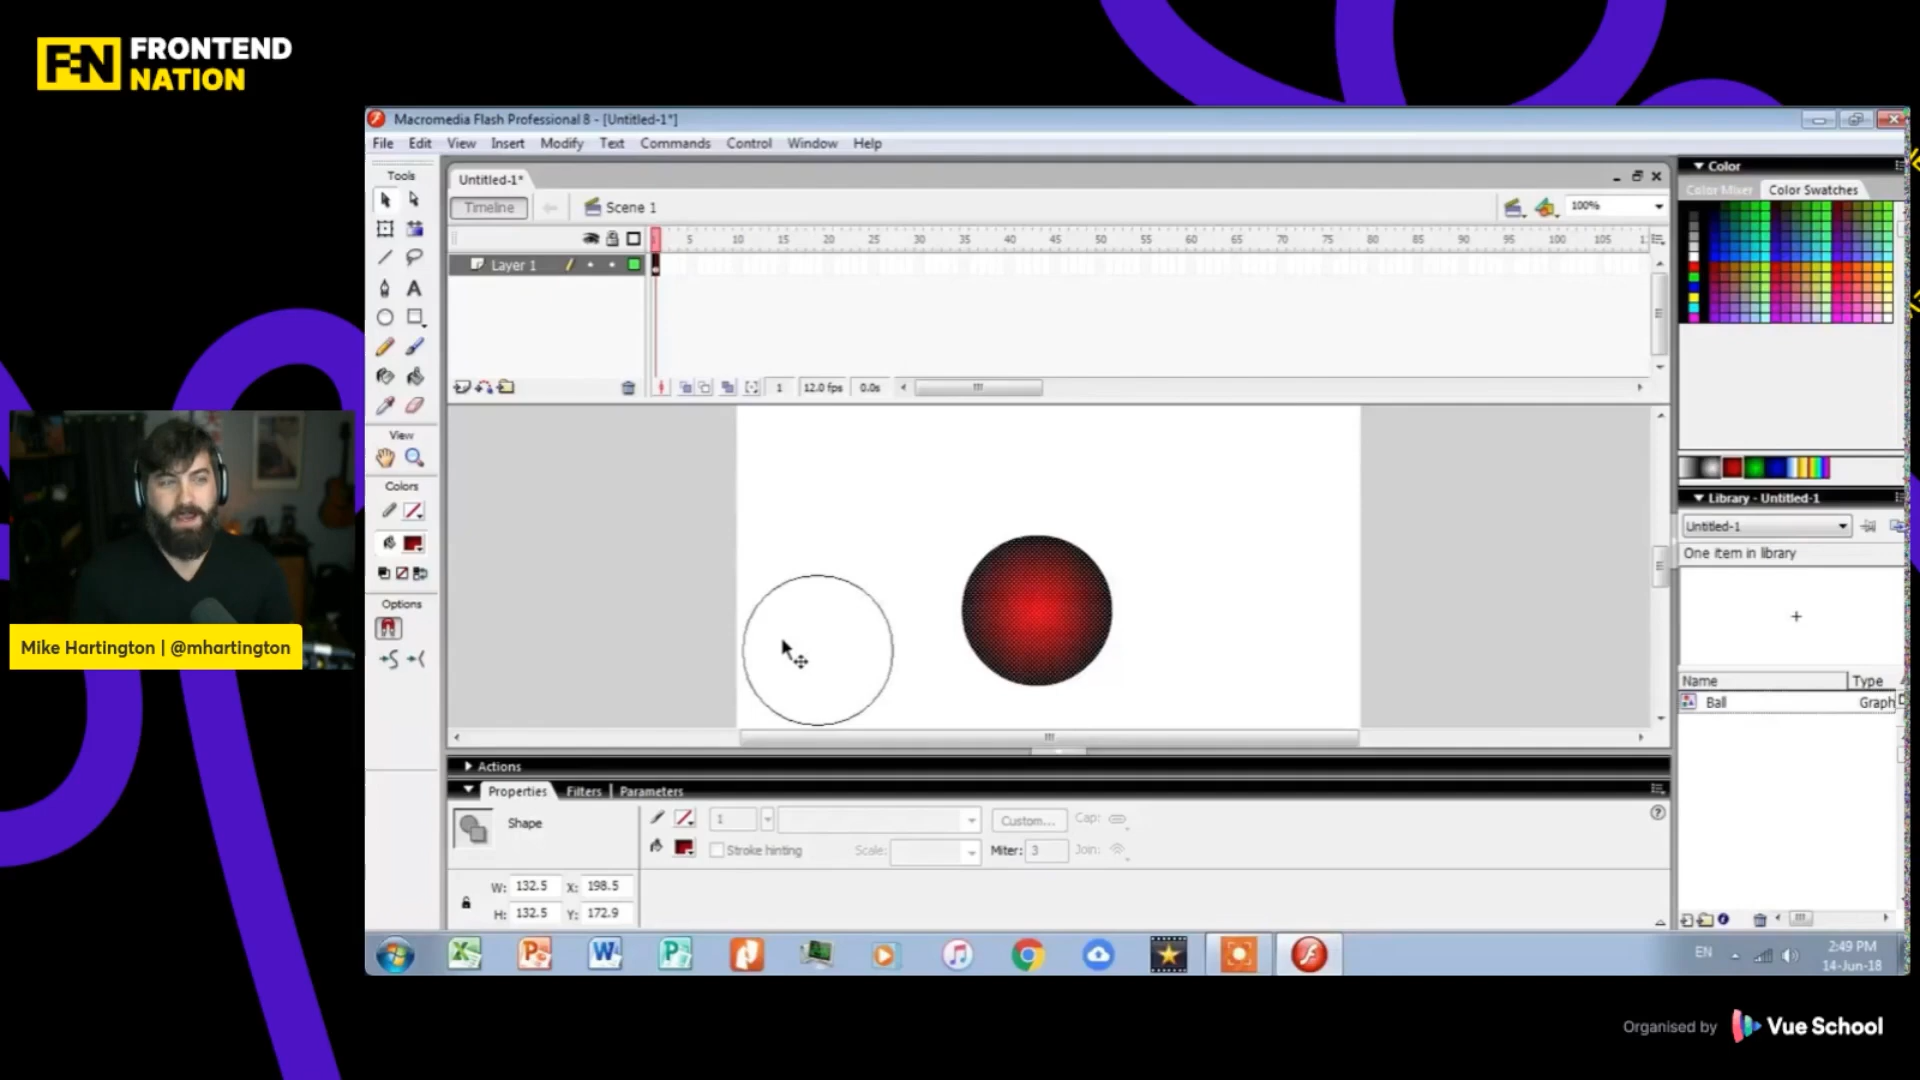 FEN FRONTEND
NATION
Macromedia Flash Professional 8 - [Untitled-1*]
File Edit View Insert Modify Text Commands Control Window Help
Tools
Untitled-1*
Timeline
Scene 1
100%
5 10 15 20 25 30 35 40 45 50 55 60 65 70 75 80 85 90 95 100 105
Layer 1
1 12.0 fps 0.0s
View
Colors
Options
Color
Color Mixer Color Swatches
Library - Untitled-1
Untitled-1
One item in library
Name Type
Ball Graph
Mike Hartington | @mhartington
Actions
Properties Filters Parameters
Shape
1
Custom...
Cap:
Stroke hinting
Scale:
Miter: 3
Join:
W: 132.5 X: 198.5
H: 132.5 Y: 172.9
EN
2:49 PM
14-Jun-18
Organised by Vue School